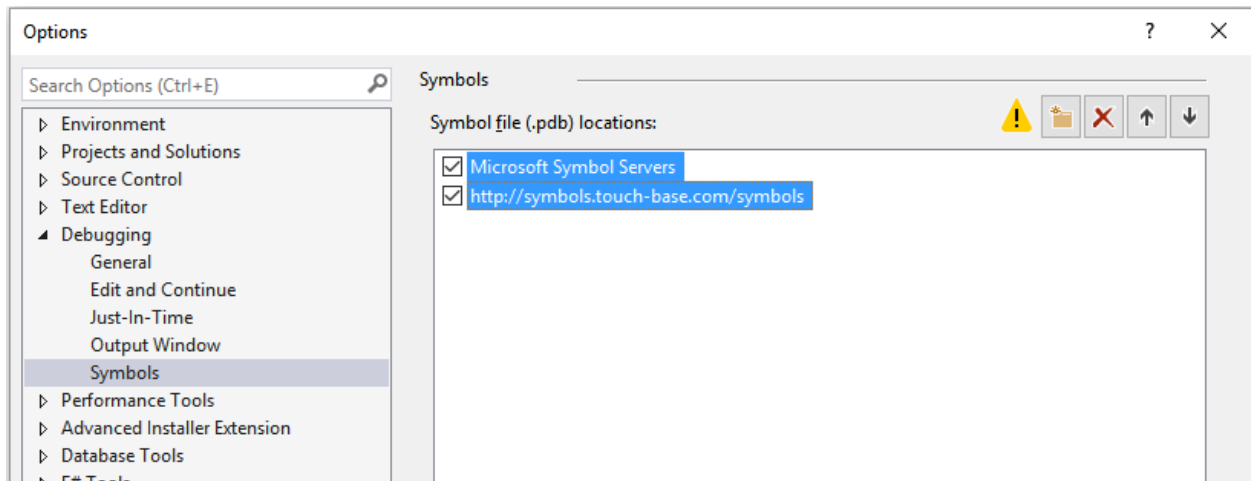 Options
?
Search Options (Ctrl+E)
Environment
Projects and Solutions
Source Control
Text Editor
Debugging
General
Edit and Continue
Just-In-Time
Output Window
Symbols
Performance Tools
Advanced Installer Extension
Database Tools
F# Tools
Symbols
Symbol file (.pdb) locations:
Microsoft Symbol Servers
http://symbols.touch-base.com/symbols